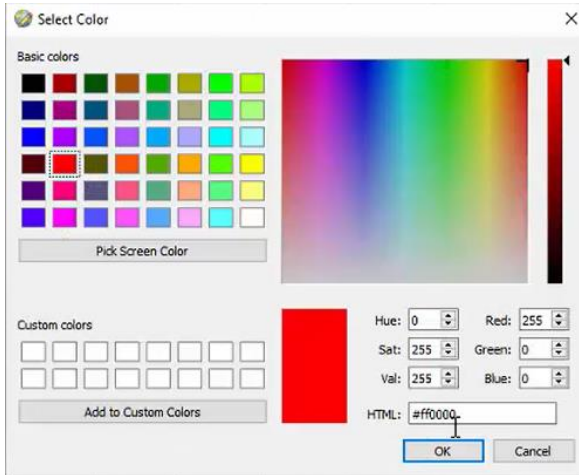 Select Color
Basic colors
Pick Screen Color
Custom colors
Add to Custom Colors
Hue: 0 Red: 255
Sat: 255 Green: 0
Val: 255 Blue: 0
HTML: #ff0000
OK Cancel